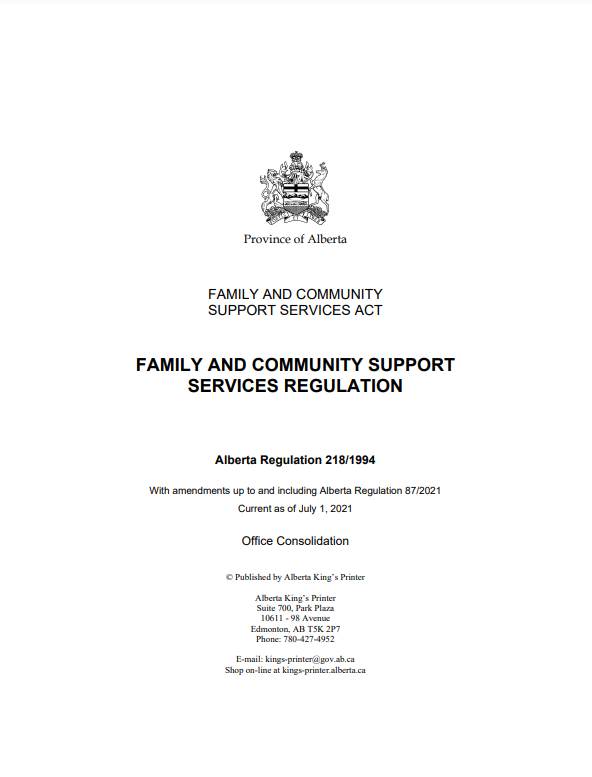 Province of Alberta
FAMILY AND COMMUNITY
SUPPORT SERVICES ACT
FAMILY AND COMMUNITY SUPPORT
SERVICES REGULATION
Alberta Regulation 218/1994
With amendments up to and including Alberta Regulation 87/2021
Current as of July 1, 2021
Office Consolidation
© Published by Alberta King's Printer
Alberta King's Printer
Suite 700, Park Plaza
10611 - 98 Avenue
Edmonton, AB T5K 2P7
Phone: 780-427-4952
E-mail: kings-printer@gov.ab.ca
Shop on-line at kings-printer.alberta.ca